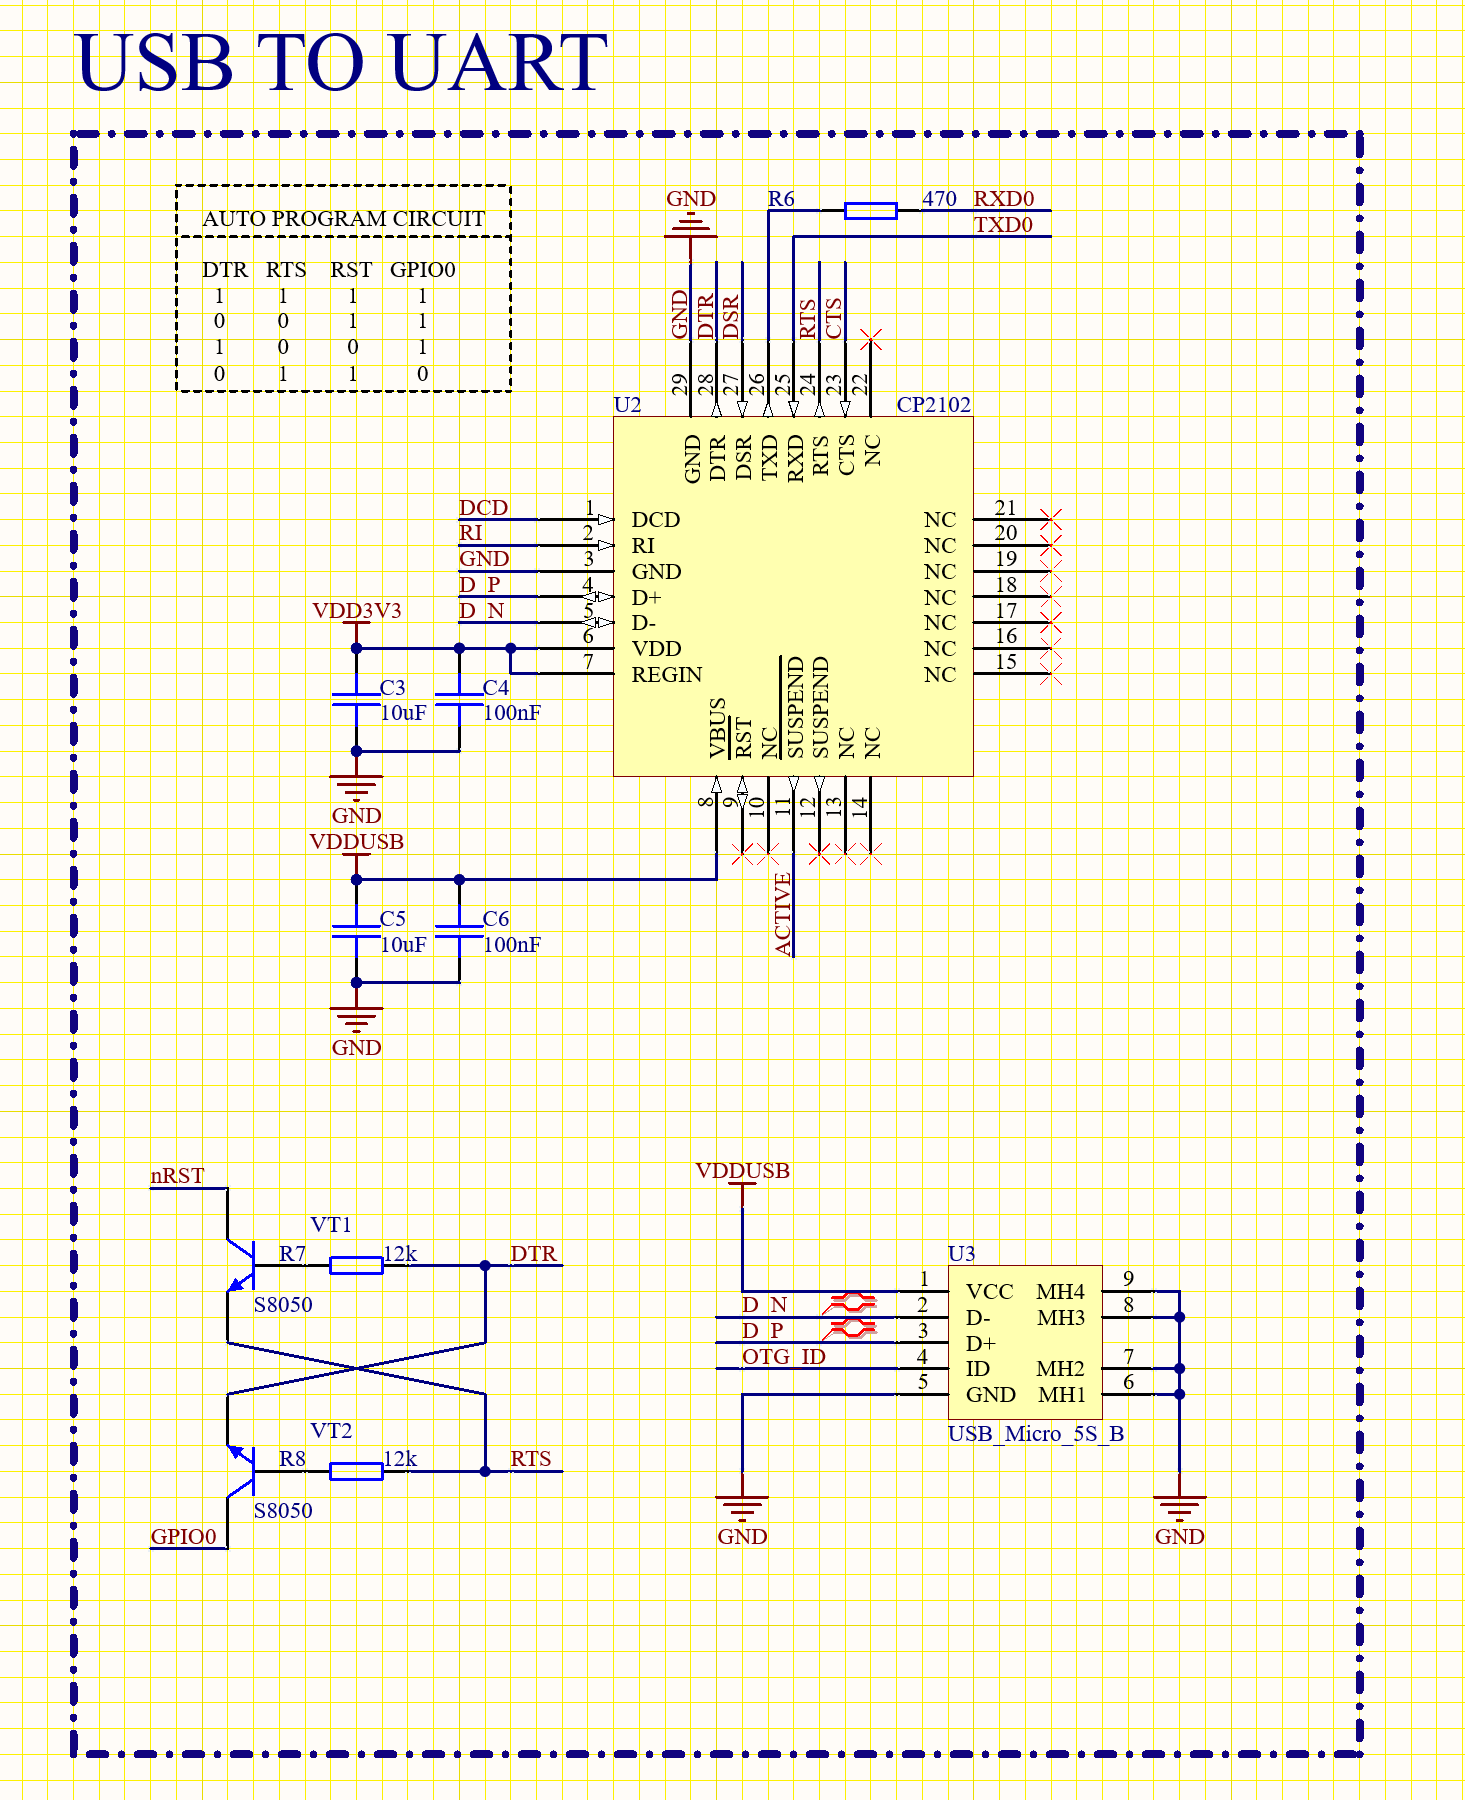 USB TO UART
AUTO PROGRAM CIRCUIT
DTR RTS RST GPIO0
1 1 1 1
0 0 1 1
1 0 0 1
0 1 1 0
GND
R6 470 RXD0
TXD0
GND DTR DSR RTS CTS
29 28 27 26 25 24 23 22
U2 CP2102
GND DTR DSR TXD RXD RTS CTS NC
DCD 1 DCD NC 21
RI 2 RI NC 20
GND 3 GND NC 19
D_P 4 D+ NC 18
D_N 5 D- NC 17
VDD3V3
6 VDD NC 16
7 REGIN NC 15
C3 10uF
C4 100nF
GND
VBUS RST NC SUSPEND SUSPEND NC NC
8 9 10 11 12 13 14
ACTIVE
VDDUSB
C5 10uF
C6 100nF
GND
nRST
VT1
R7 12k DTR
S8050
VT2
R8 12k RTS
S8050
GPIO0
VDDUSB
U3
1 VCC MH4 9
D_N 2 D- MH3 8
D_P 3 D+
OTG_ID 4 ID MH2 7
5 GND MH1 6
USB_Micro_5S_B
GND
GND